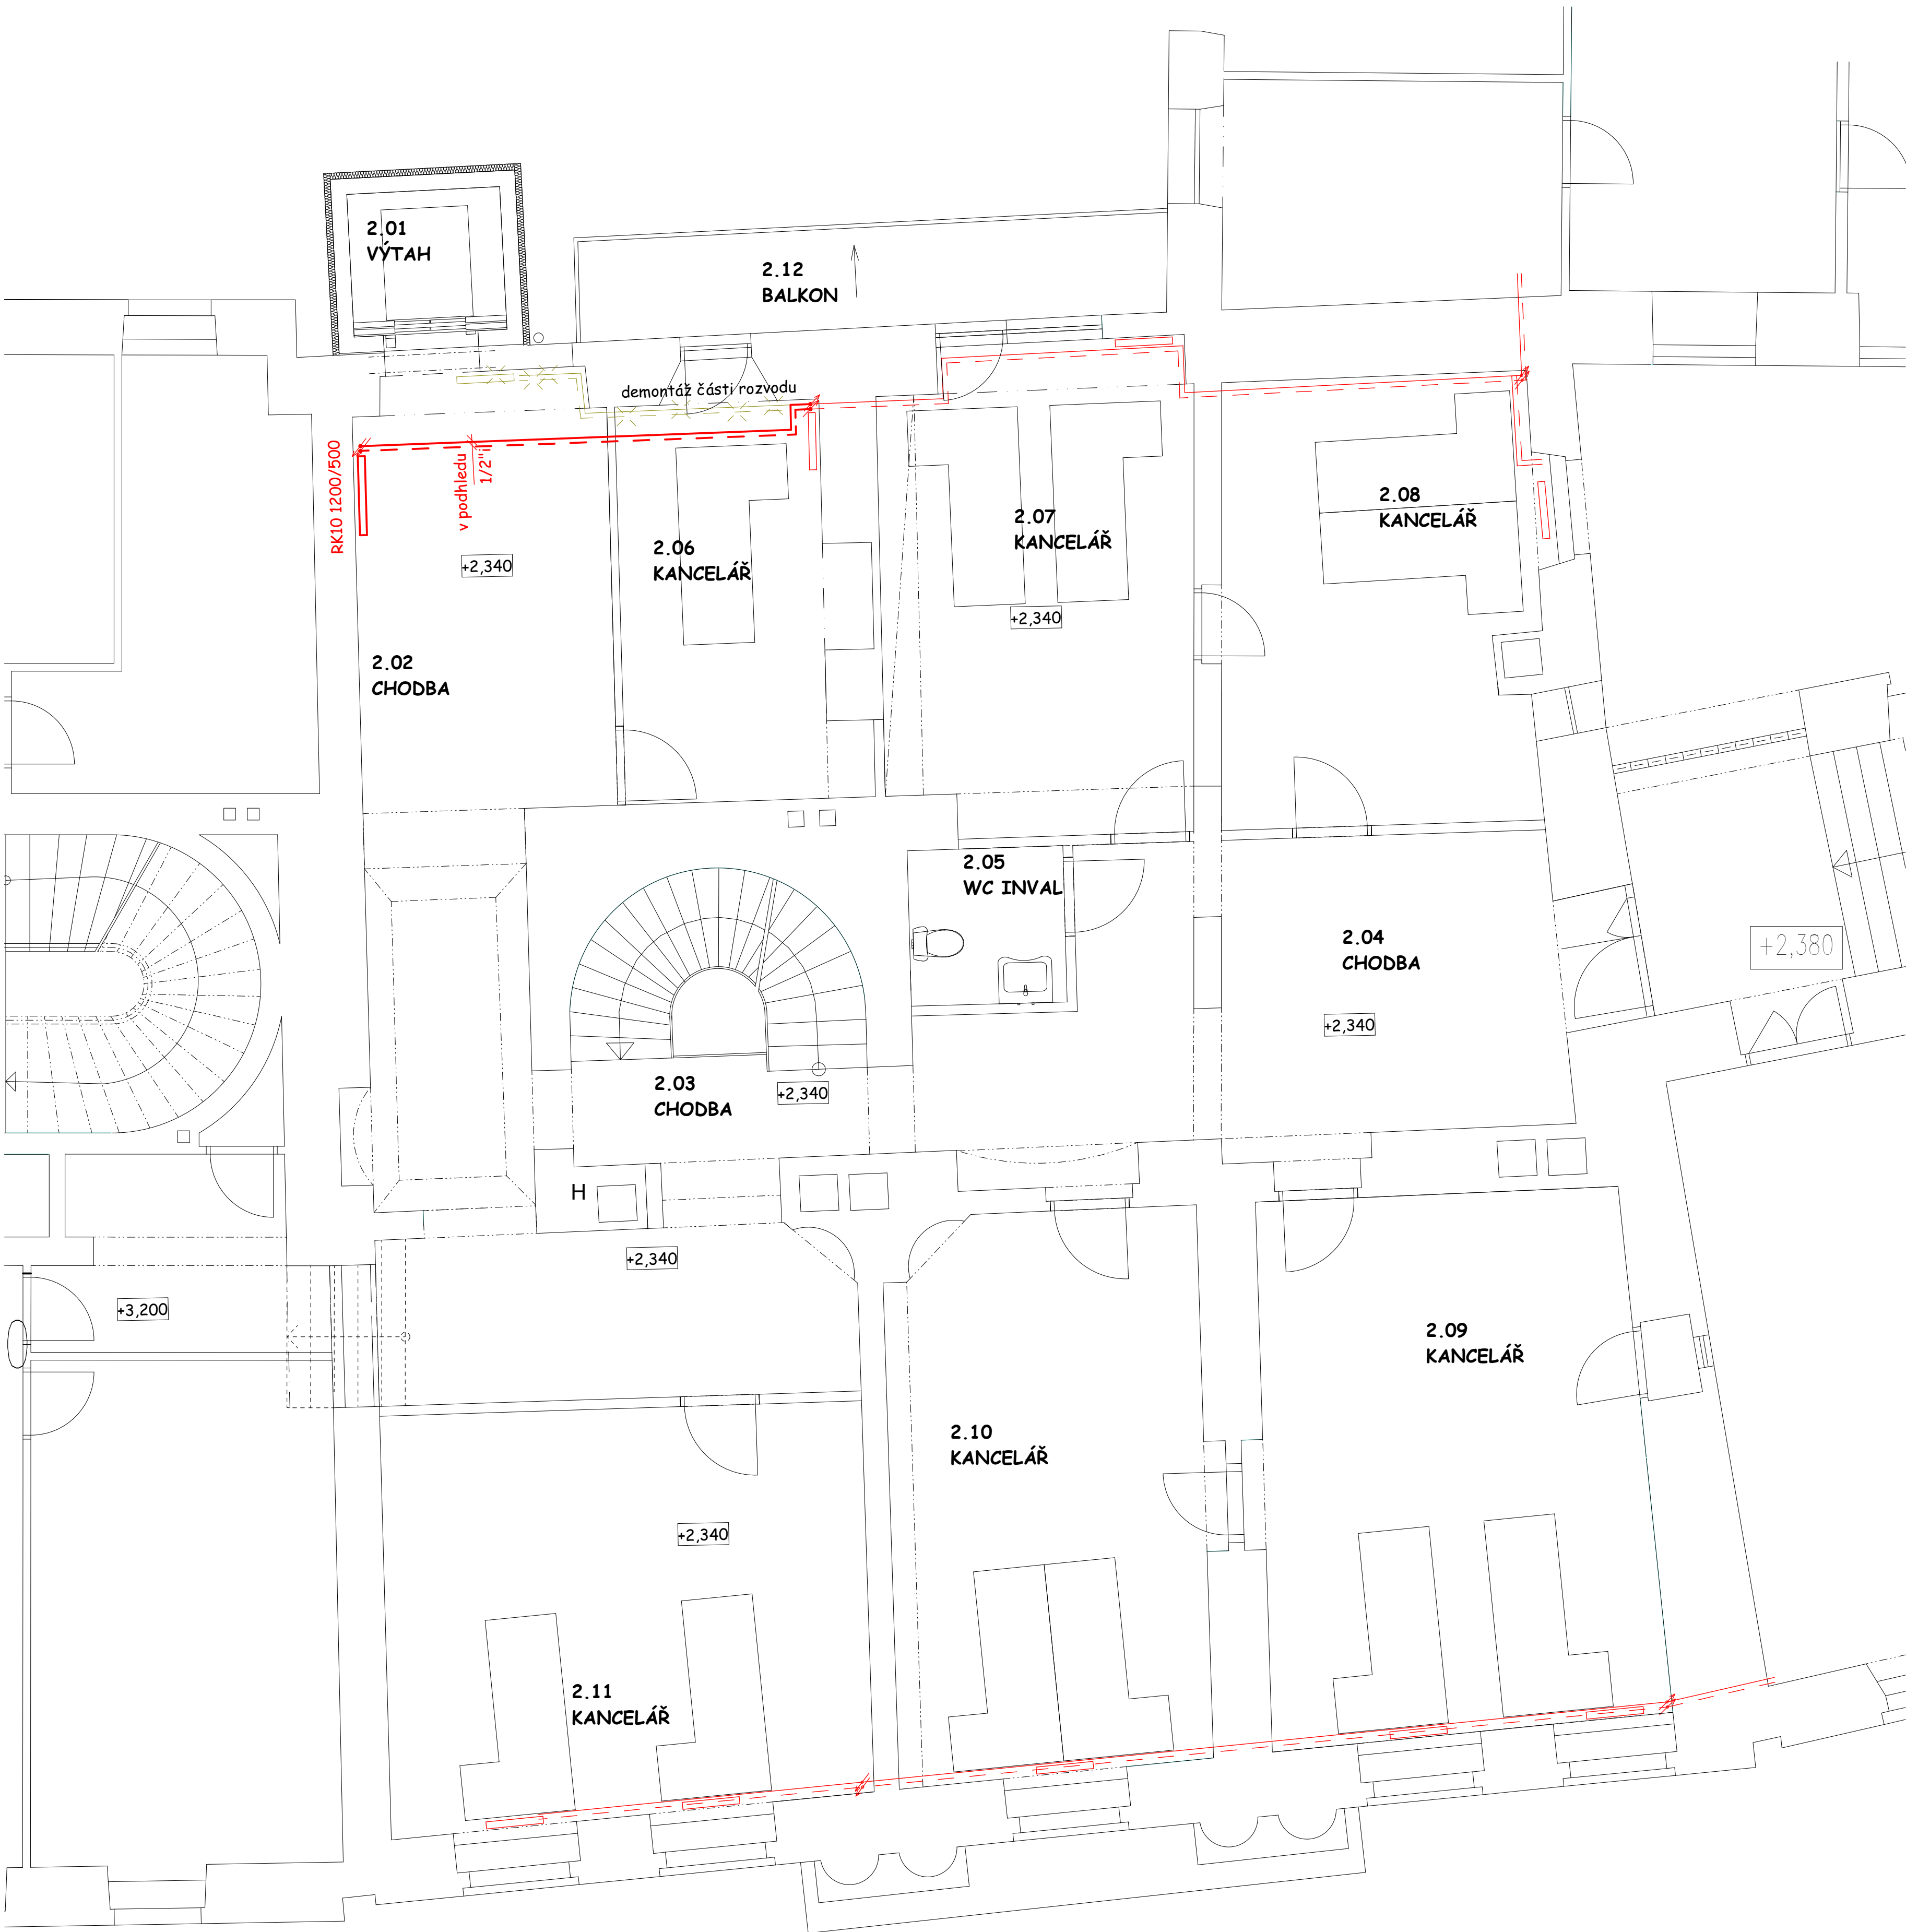 2.01
VÝTAH
2.12
BALKON
demontáž části rozvodu
RK10 1200/500
v podhledu
1/2"i
2.08
KANCELÁŘ
2.07
KANCELÁŘ
2.06
KANCELÁŘ
+2,340
+2,340
2.02
CHODBA
2.05
WC INVAL
2.04
CHODBA
+2,380
+2,340
2.03
CHODBA
+2,340
H
+2,340
+3,200
2.09
KANCELÁŘ
2.10
KANCELÁŘ
+2,340
2.11
KANCELÁŘ